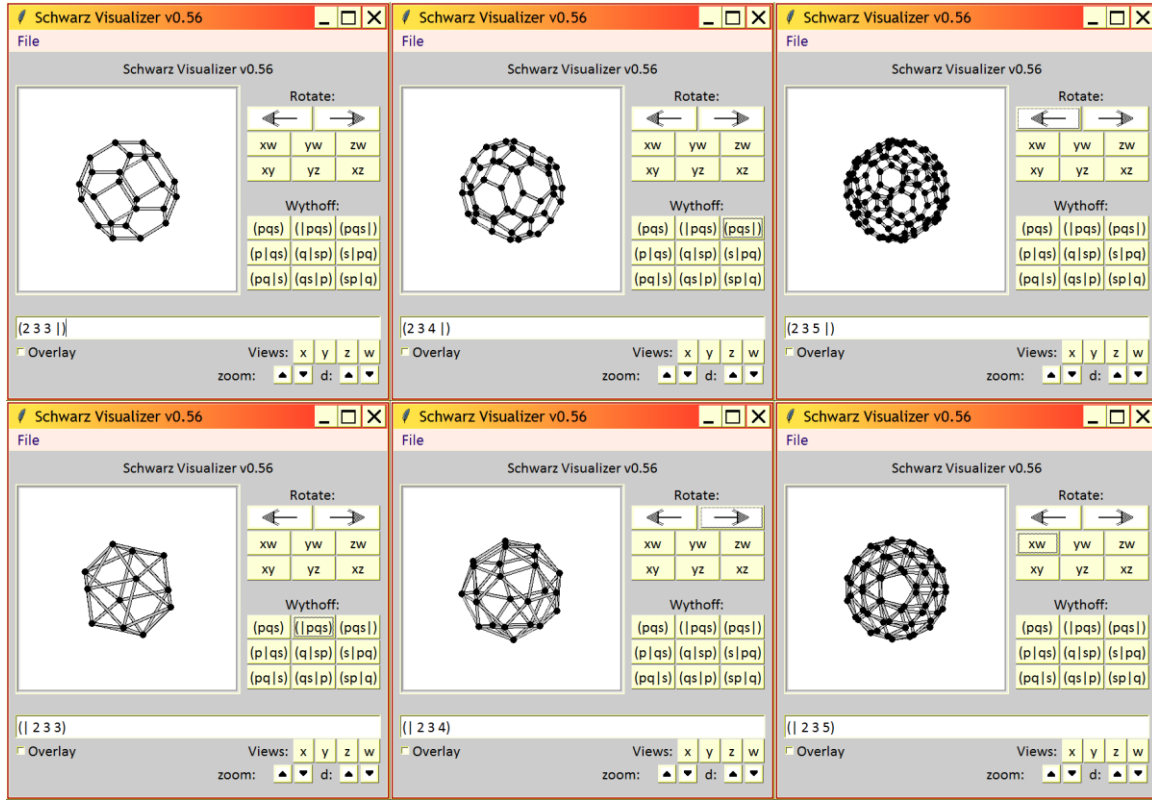 Schwarz Visualizer v0.56
File
Schwarz Visualizer v0.56
Rotate:
xw yw zw
xy yz xz
Wythoff:
(pqs) (|pqs) (pqs|)
(p|qs) (q|sp) (s|pq)
(pq|s) (qs|p) (sp|q)
(2 3 3 |)
Overlay Views: x y z w
zoom: d:
Schwarz Visualizer v0.56
File
Schwarz Visualizer v0.56
Rotate:
xw yw zw
xy yz xz
Wythoff:
(pqs) (|pqs) (pqs|)
(p|qs) (q|sp) (s|pq)
(pq|s) (qs|p) (sp|q)
(2 3 4 |)
Overlay Views: x y z w
zoom: d:
Schwarz Visualizer v0.56
File
Schwarz Visualizer v0.56
Rotate:
xw yw zw
xy yz xz
Wythoff:
(pqs) (|pqs) (pqs|)
(p|qs) (q|sp) (s|pq)
(pq|s) (qs|p) (sp|q)
(2 3 5 |)
Overlay Views: x y z w
zoom: d:
Schwarz Visualizer v0.56
File
Schwarz Visualizer v0.56
Rotate:
xw yw zw
xy yz xz
Wythoff:
(pqs) (|pqs) (pqs|)
(p|qs) (q|sp) (s|pq)
(pq|s) (qs|p) (sp|q)
(| 2 3 3)
Overlay Views: x y z w
zoom: d:
Schwarz Visualizer v0.56
File
Schwarz Visualizer v0.56
Rotate:
xw yw zw
xy yz xz
Wythoff:
(pqs) (|pqs) (pqs|)
(p|qs) (q|sp) (s|pq)
(pq|s) (qs|p) (sp|q)
(| 2 3 4)
Overlay Views: x y z w
zoom: d:
Schwarz Visualizer v0.56
File
Schwarz Visualizer v0.56
Rotate:
xw yw zw
xy yz xz
Wythoff:
(pqs) (|pqs) (pqs|)
(p|qs) (q|sp) (s|pq)
(pq|s) (qs|p) (sp|q)
(| 2 3 5)
Overlay Views: x y z w
zoom: d: